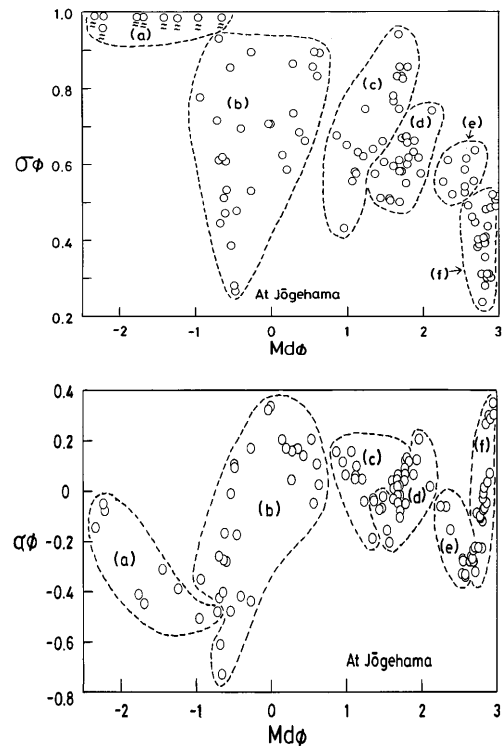 1.0
0.8
0.6
0.4
0.2
σφ
(a)
(b)
(c)
(d)
(e)
(f)
At Jōgehama
-2 -1 0 1 2 3
Mdφ
0.4
0.2
0
-0.2
-0.4
-0.6
-0.8
αφ
(a)
(b)
(c)
(d)
(e)
(f)
At Jōgehama
-2 -1 0 1 2 3
Mdφ